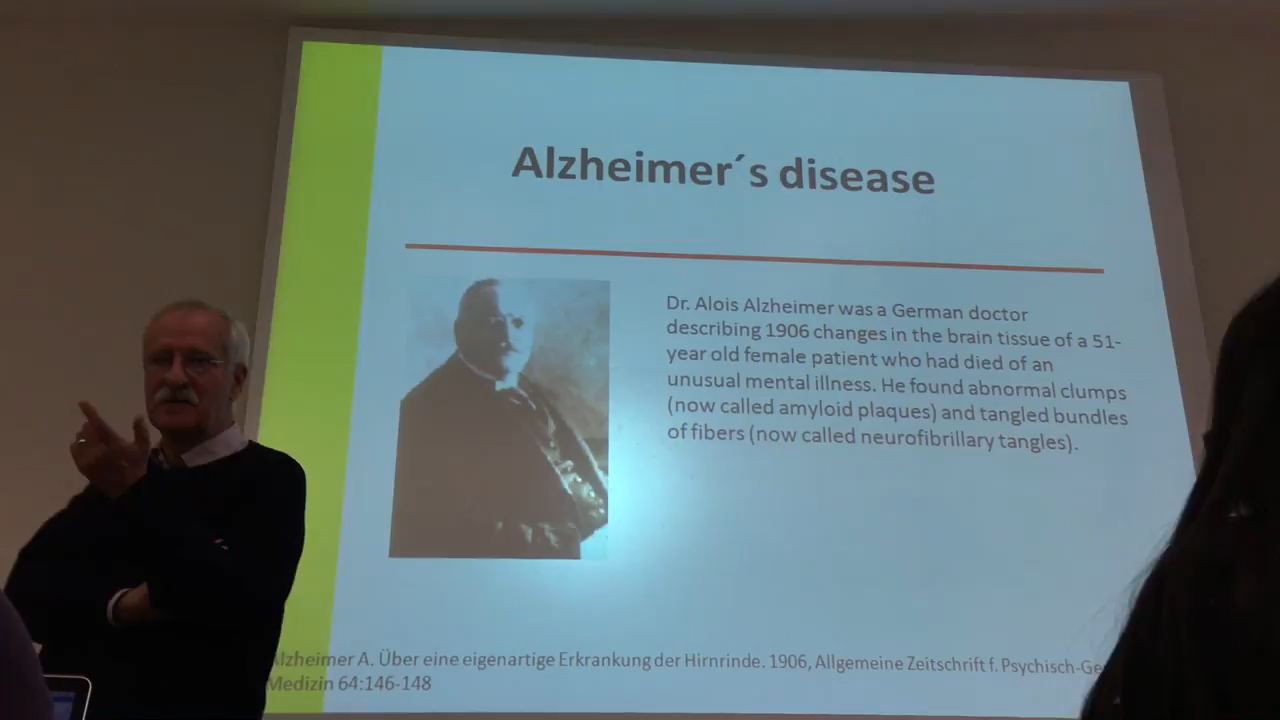 Alzheimer´s disease
Dr. Alois Alzheimer was a German doctor
describing 1906 changes in the brain tissue of a 51-
year old female patient who had died of an
unusual mental illness. He found abnormal clumps
(now called amyloid plaques) and tangled bundles
of fibers (now called neurofibrillary tangles).
Alzheimer A. Über eine eigenartige Erkrankung der Hirnrinde. 1906, Allgemeine Zeitschrift f. Psychisch-Ge
Medizin 64:146-148